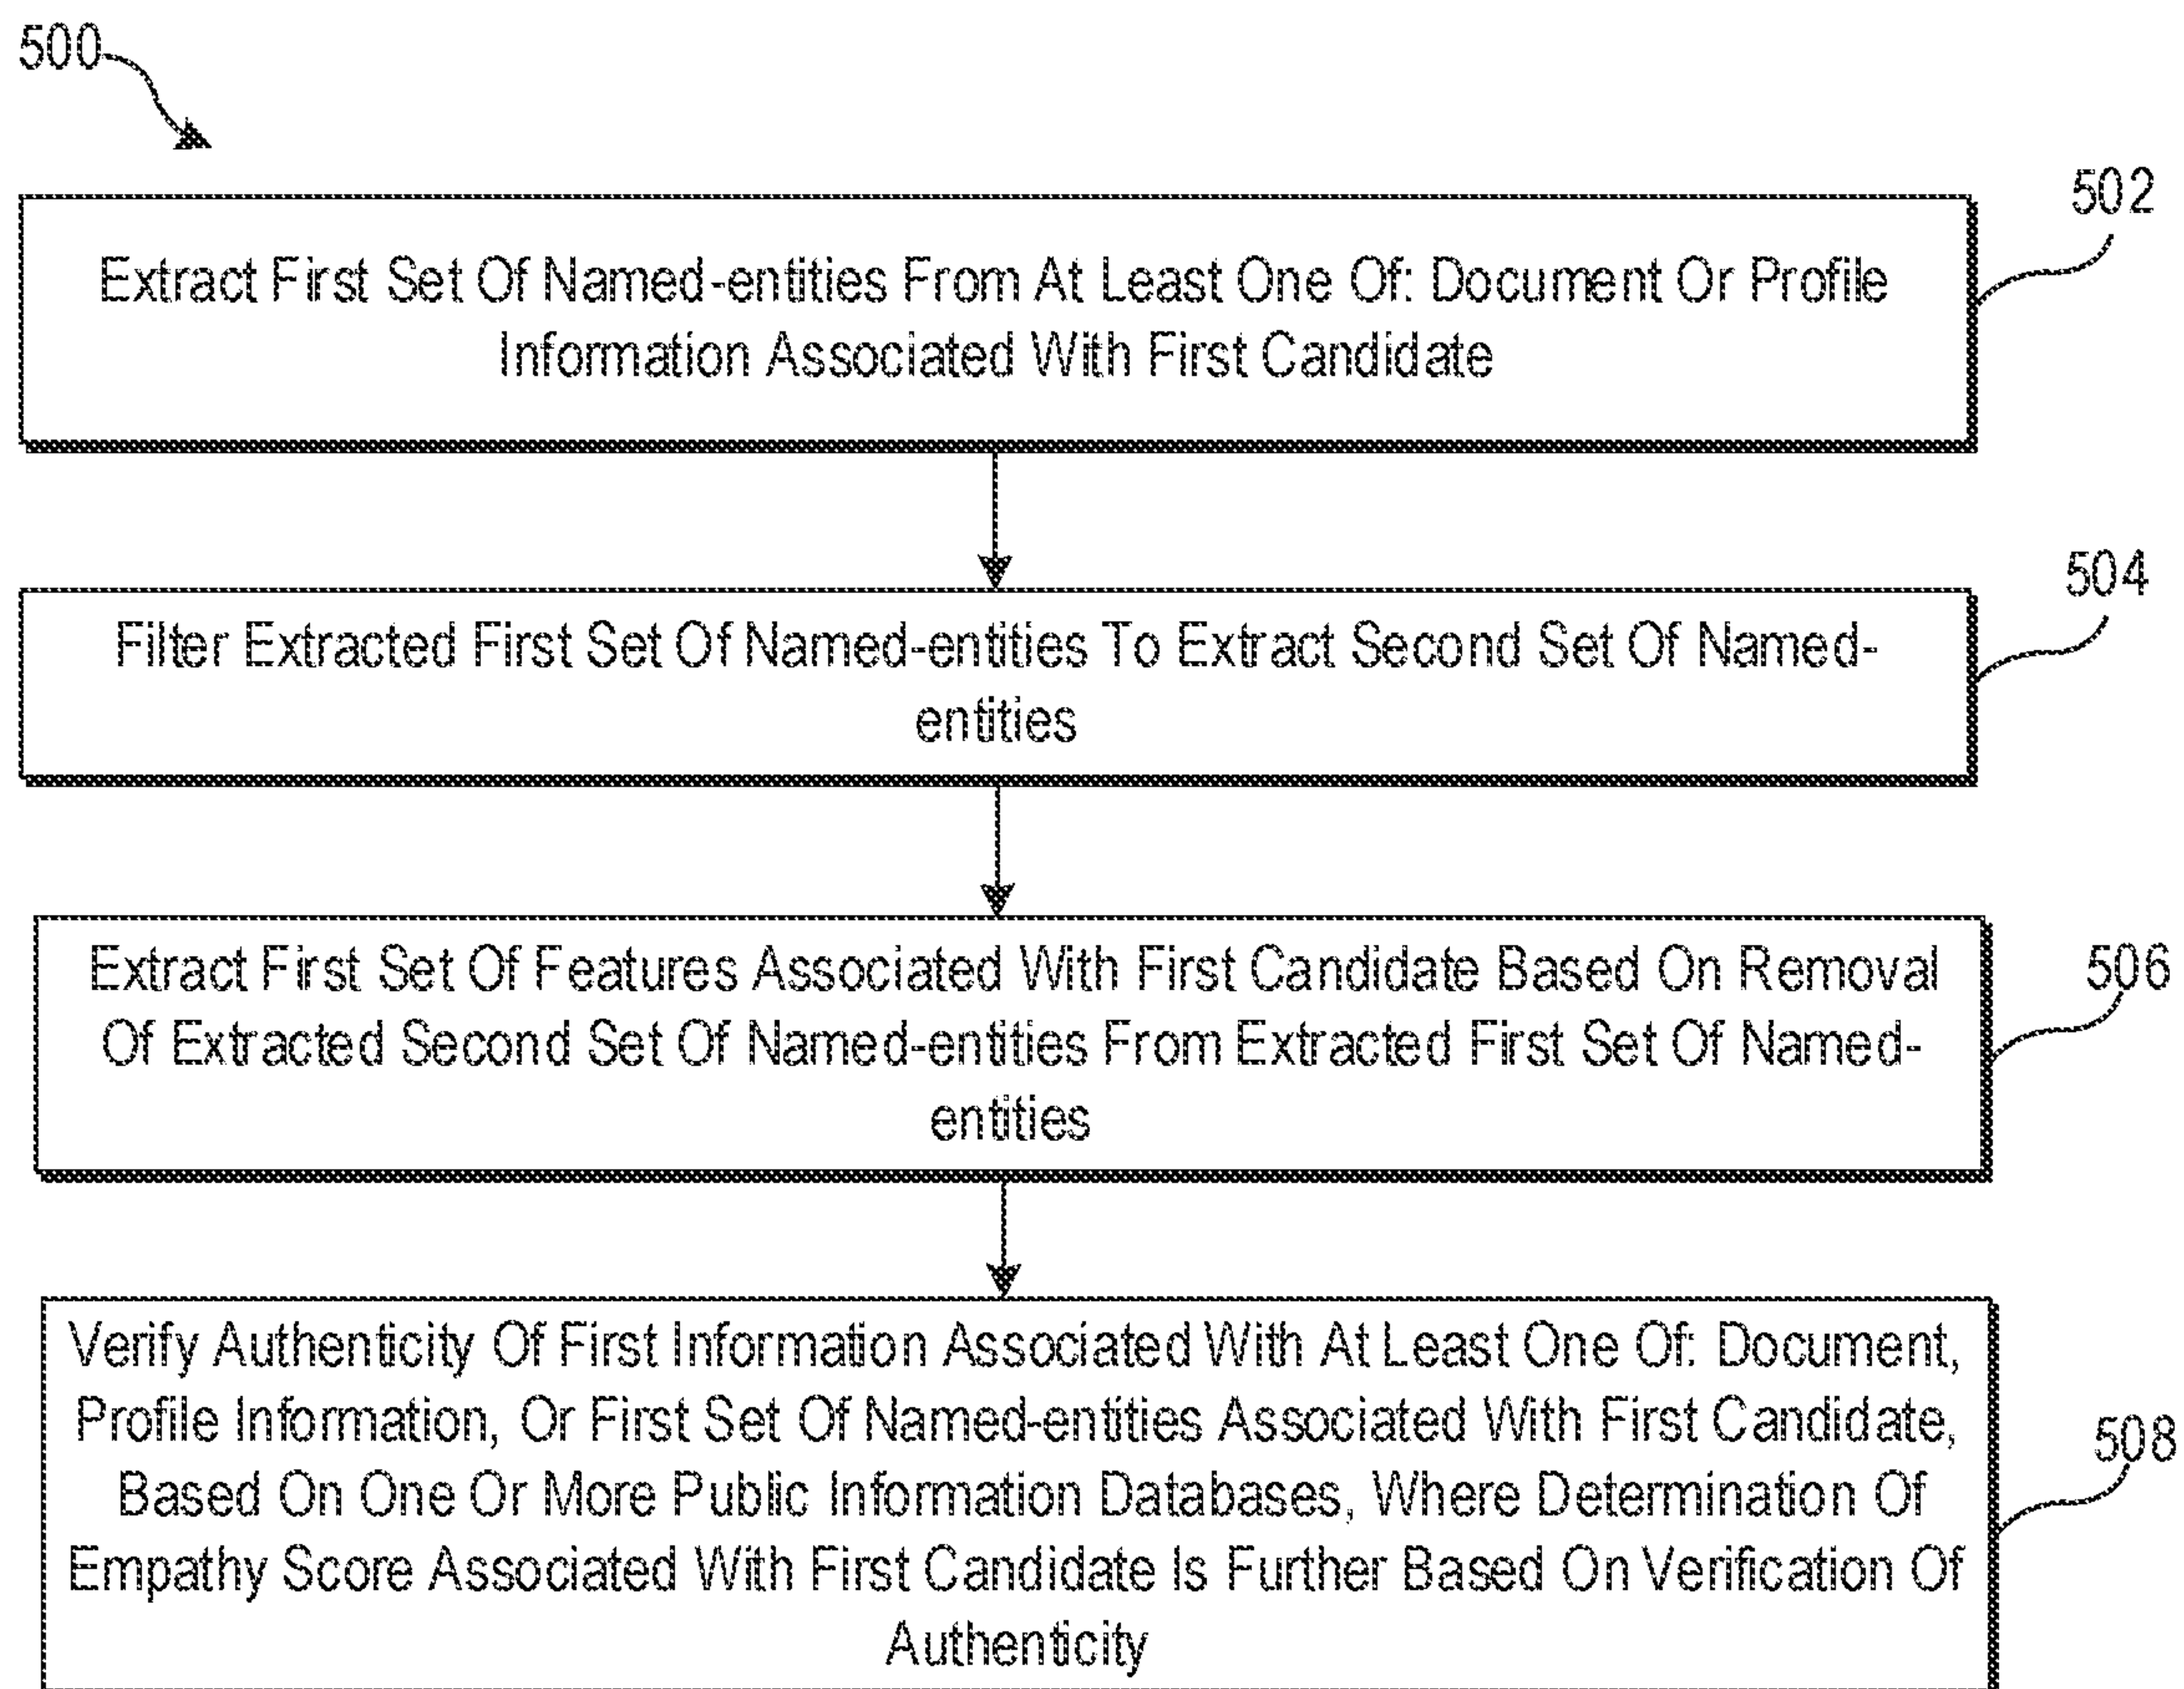 500
502
Extract First Set Of Named-entities From At Least One Of: Document Or Profile
Information Associated With First Candidate
504
Filter Extracted First Set Of Named-entities To Extract Second Set Of Named-
entities
Extract First Set Of Features Associated With First Candidate Based On Removal
506
Of Extracted Second Set Of Named-entities From Extracted First Set Of Named-
entities
Verify Authenticity Of First Information Associated With At Least One Of: Document,
Profile Information, Or First Set Of Named-entities Associated With First Candidate,
508
Based On One Or More Public Information Databases, Where Determination Of
Empathy Score Associated With First Candidate Is Further Based On Verification Of
Authenticity